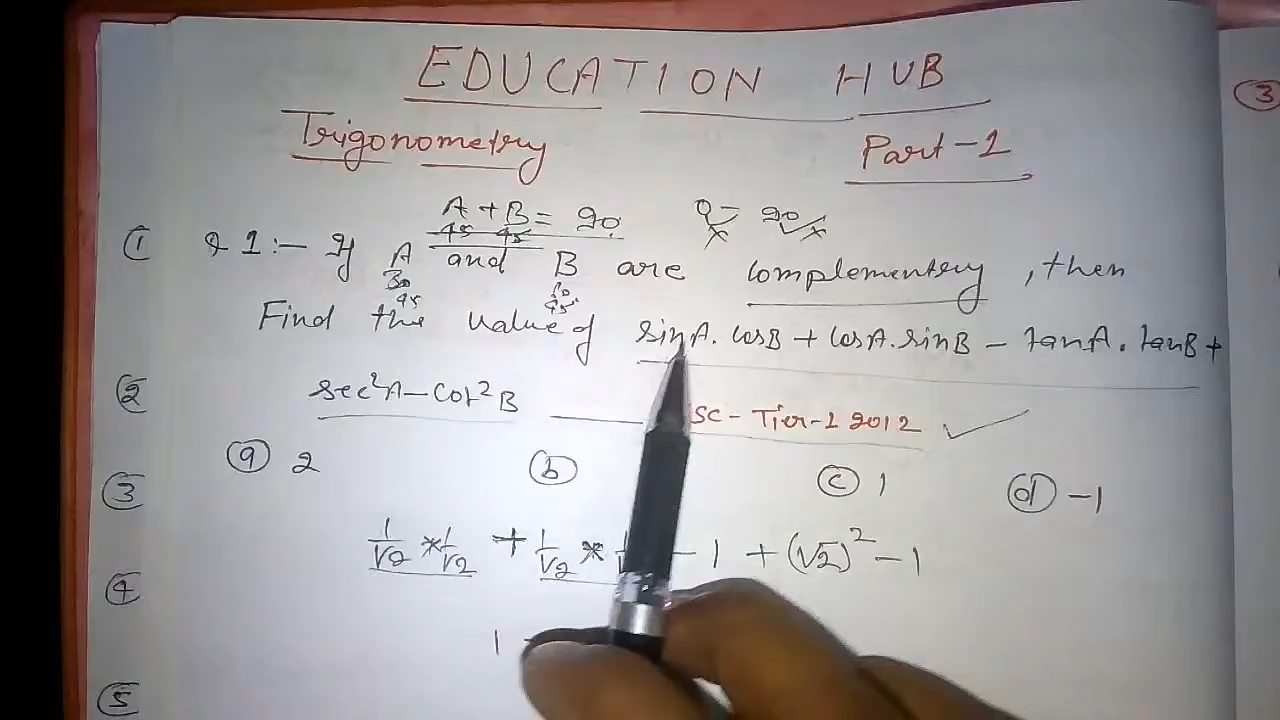 EDUCATION HUB
Trigonometry
Part-1
3
A+B= 90 0= 90
45 45
1 Q1:- If A and B are complementry, then
30
45 45
Find the value of sinA. cosB + cosA. sinB - tanA. tanB +
2 sec²A-Cot²B SC-Tier-1 2012 ✓
a 2 b c 1 d -1
3
1/√2 * 1/√2 + 1/√2 * -1 + (√2)² - 1
4
1
5